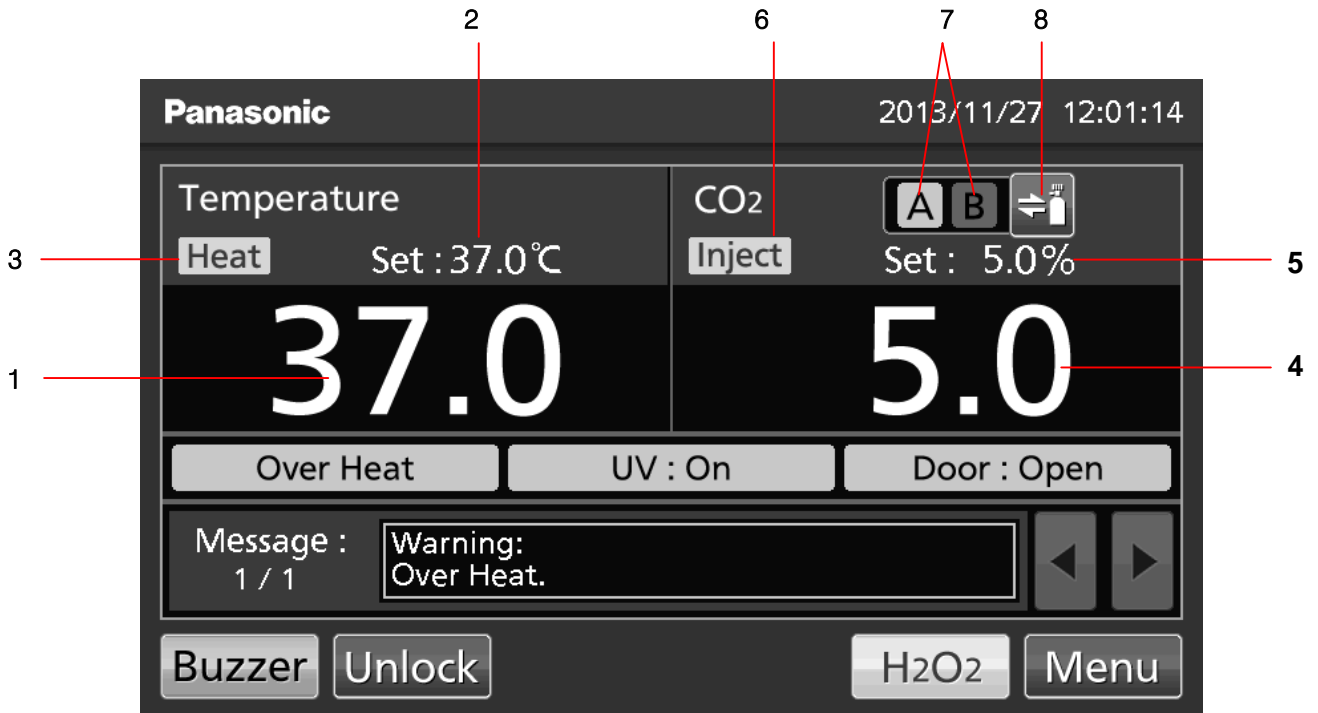 2 6 7 8
Panasonic 2013/11/27 12:01:14
Temperature CO2 A B
3 Heat Set : 37.0℃ Inject Set : 5.0% 5
1 37.0 5.0 4
Over Heat UV : On Door : Open
Message : Warning:
1 / 1 Over Heat.
Buzzer Unlock H2O2 Menu